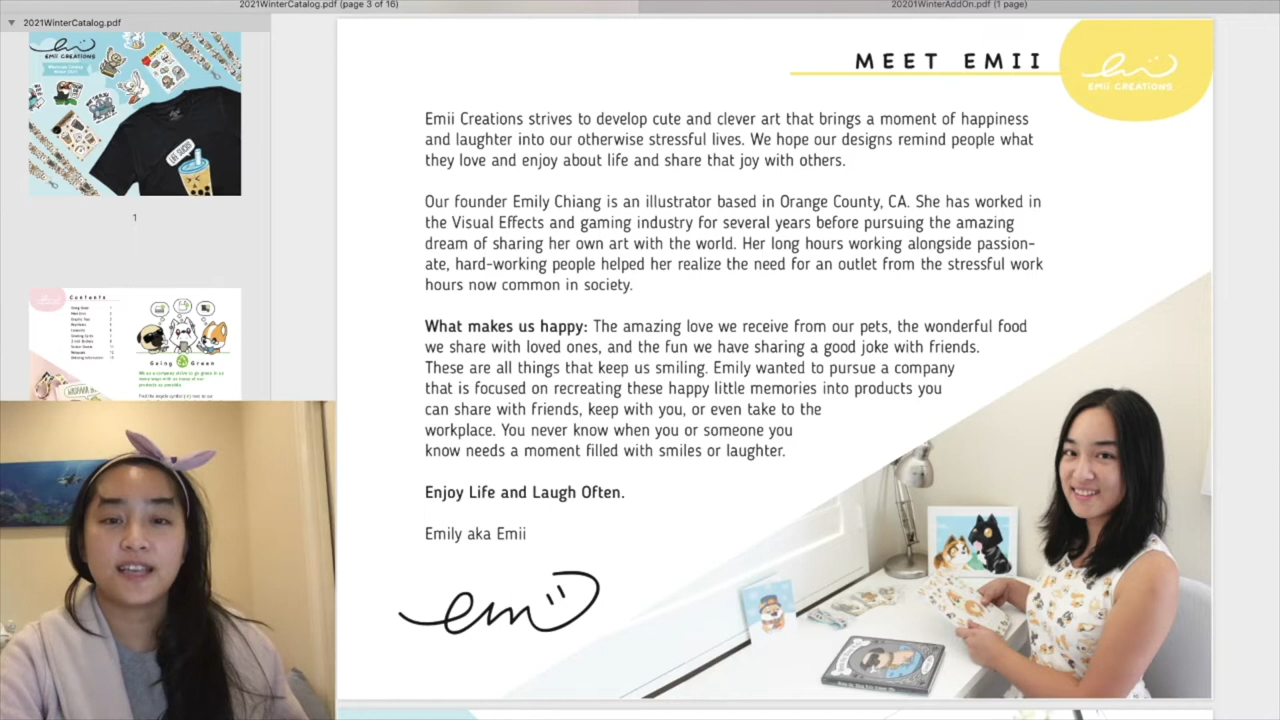 2021WinterCatalog.pdf (page 3 of 16)
20201WinterAddOn.pdf (1 page)
2021WinterCatalog.pdf
EMII CREATIONS
1
Contents
Going Green
MEET EMII
EMII CREATIONS
Emii Creations strives to develop cute and clever art that brings a moment of happiness
and laughter into our otherwise stressful lives. We hope our designs remind people what
they love and enjoy about life and share that joy with others.
Our founder Emily Chiang is an illustrator based in Orange County, CA. She has worked in
the Visual Effects and gaming industry for several years before pursuing the amazing
dream of sharing her own art with the world. Her long hours working alongside passion-
ate, hard-working people helped her realize the need for an outlet from the stressful work
hours now common in society.
What makes us happy: The amazing love we receive from our pets, the wonderful food
we share with loved ones, and the fun we have sharing a good joke with friends.
These are all things that keep us smiling. Emily wanted to pursue a company
that is focused on recreating these happy little memories into products you
can share with friends, keep with you, or even take to the
workplace. You never know when you or someone you
know needs a moment filled with smiles or laughter.
Enjoy Life and Laugh Often.
Emily aka Emii
emii